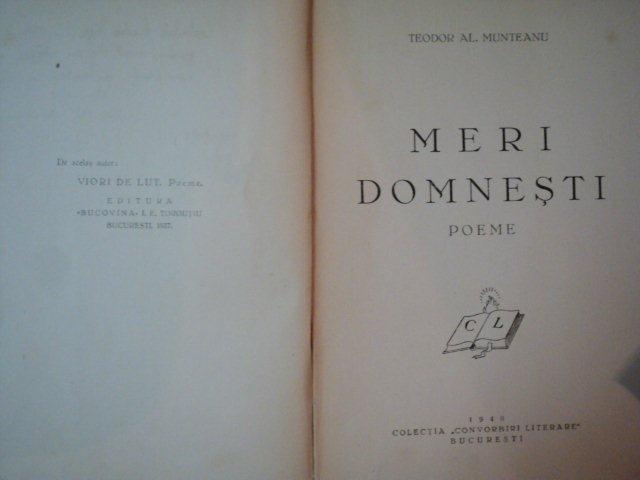 De acelaș autor:
VIORI DE LUT. Poeme.
EDITURA
«BUCOVINA» I. E. TOROUȚIU
BUCUREȘTI, 1937.
TEODOR AL. MUNTEANU
MERI
DOMNEȘTI
POEME
C L
COLECȚIA „CONVORBIRI LITERARE”
BUCUREȘTI